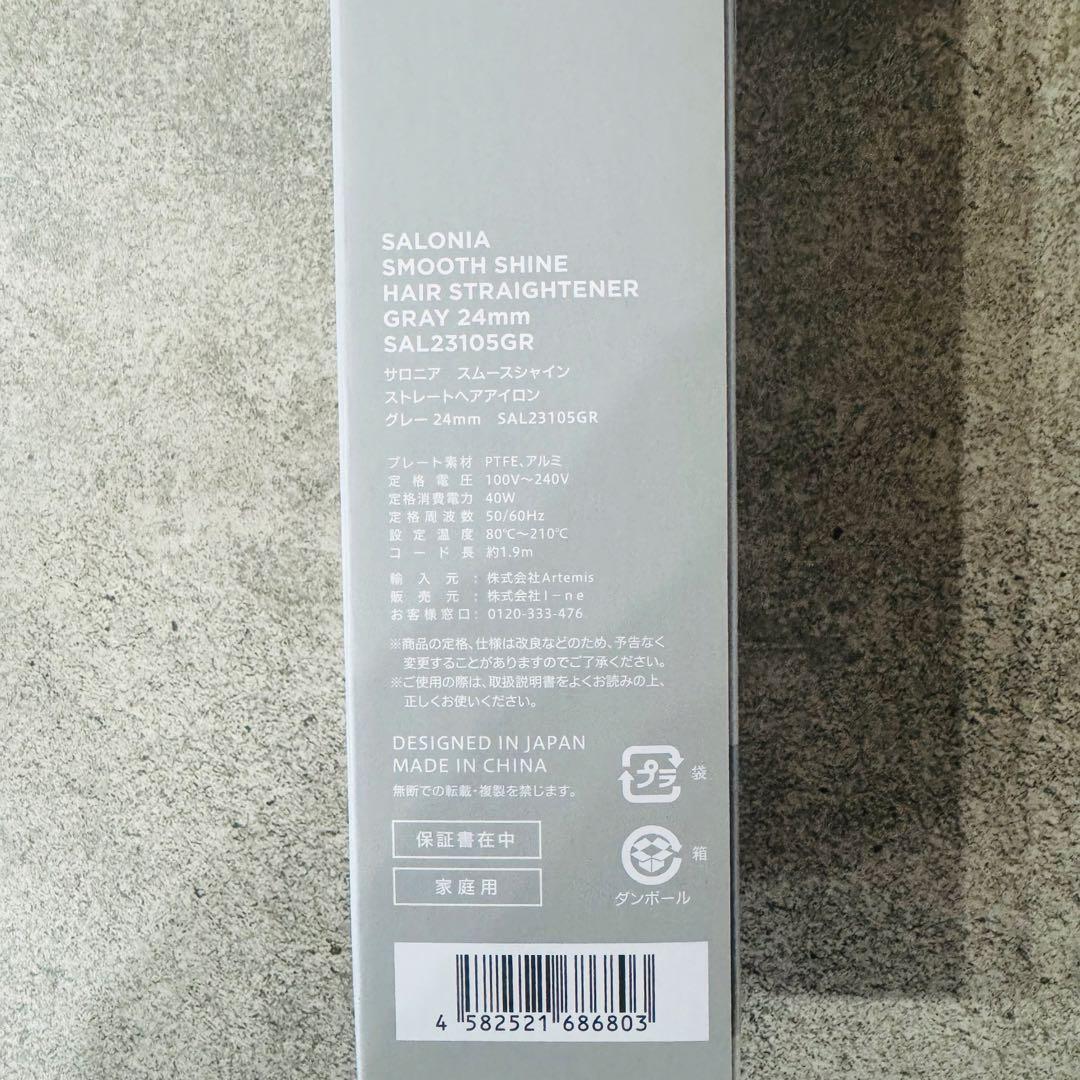 SALONIA
SMOOTH SHINE
HAIR STRAIGHTENER
GRAY 24mm
SAL23105GR
サロニア　スムースシャイン
ストレートヘアアイロン
グレー 24mm　SAL23105GR
プレート素材　PTFE、アルミ
定格電圧　100V〜240V
定格消費電力　40W
定格周波数　50/60Hz
設定温度　80℃〜210℃
コード長　約1.9m
輸入元：株式会社Artemis
販売元：株式会社I−ne
お客様窓口：0120-333-476
※商品の定格、仕様は改良などのため、予告なく
変更することがありますのでご了承ください。
※ご使用の際は、取扱説明書をよくお読みの上、
正しくお使いください。
DESIGNED IN JAPAN
MADE IN CHINA
無断での転載・複製を禁じます。
プラ 袋
保証書在中
箱
家庭用
ダンボール
4 582521 686803